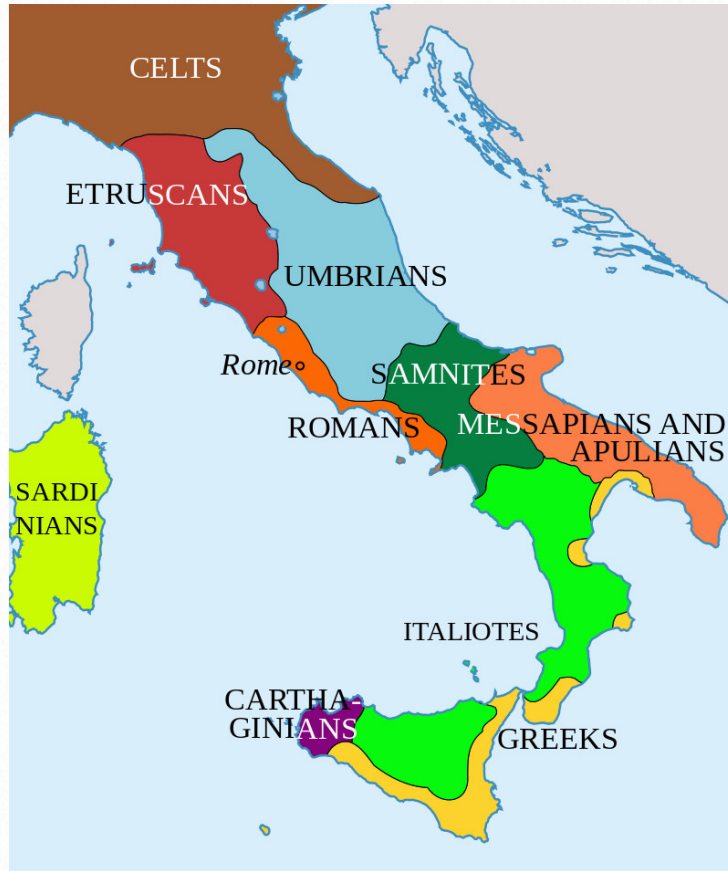 CELTS
ETRUSCANS
UMBRIANS
Rome
SAMNITES
ROMANS
MESSAPIANS AND
APULIANS
SARDI
NIANS
ITALIOTES
CARTHA-
GINIANS
GREEKS